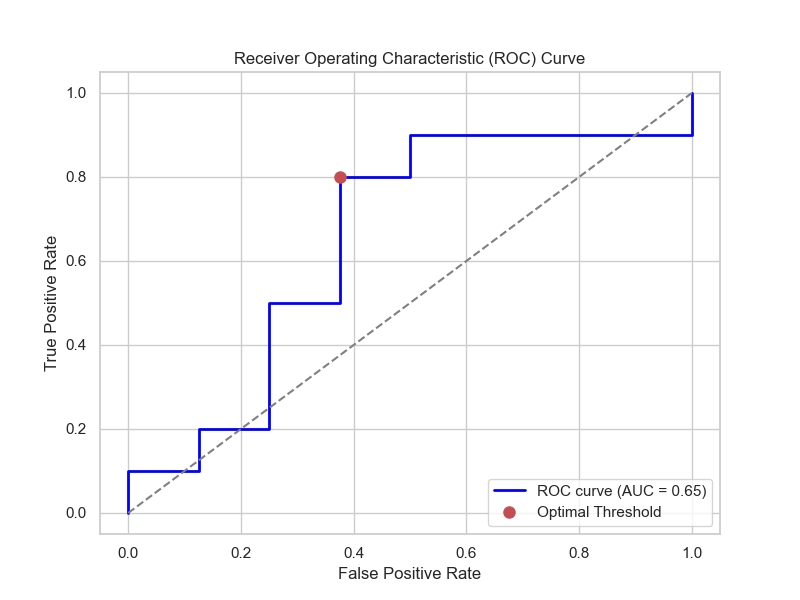 Receiver Operating Characteristic (ROC) Curve
1.0
0.8
0.6
0.4
0.2
0.0
True Positive Rate
0.0 0.2 0.4 0.6 0.8 1.0
False Positive Rate
ROC curve (AUC = 0.65)
Optimal Threshold